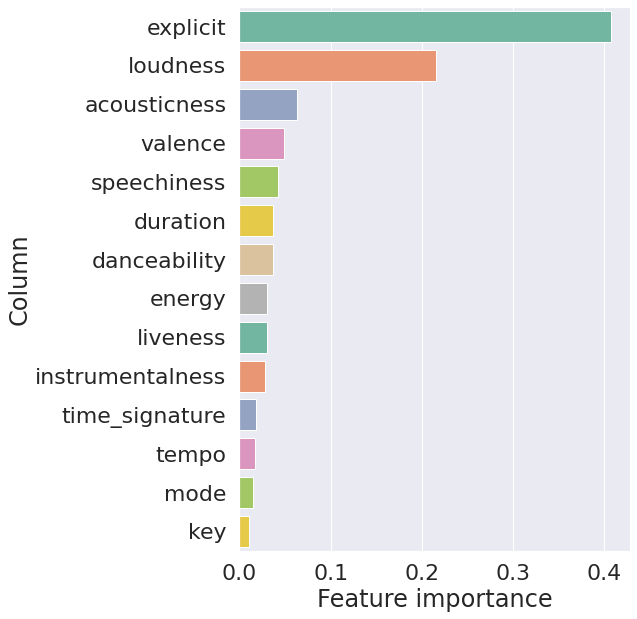 explicit
loudness
acousticness
valence
speechiness
duration
danceability
energy
liveness
instrumentalness
time_signature
tempo
mode
key
Column
0.0 0.1 0.2 0.3 0.4
Feature importance